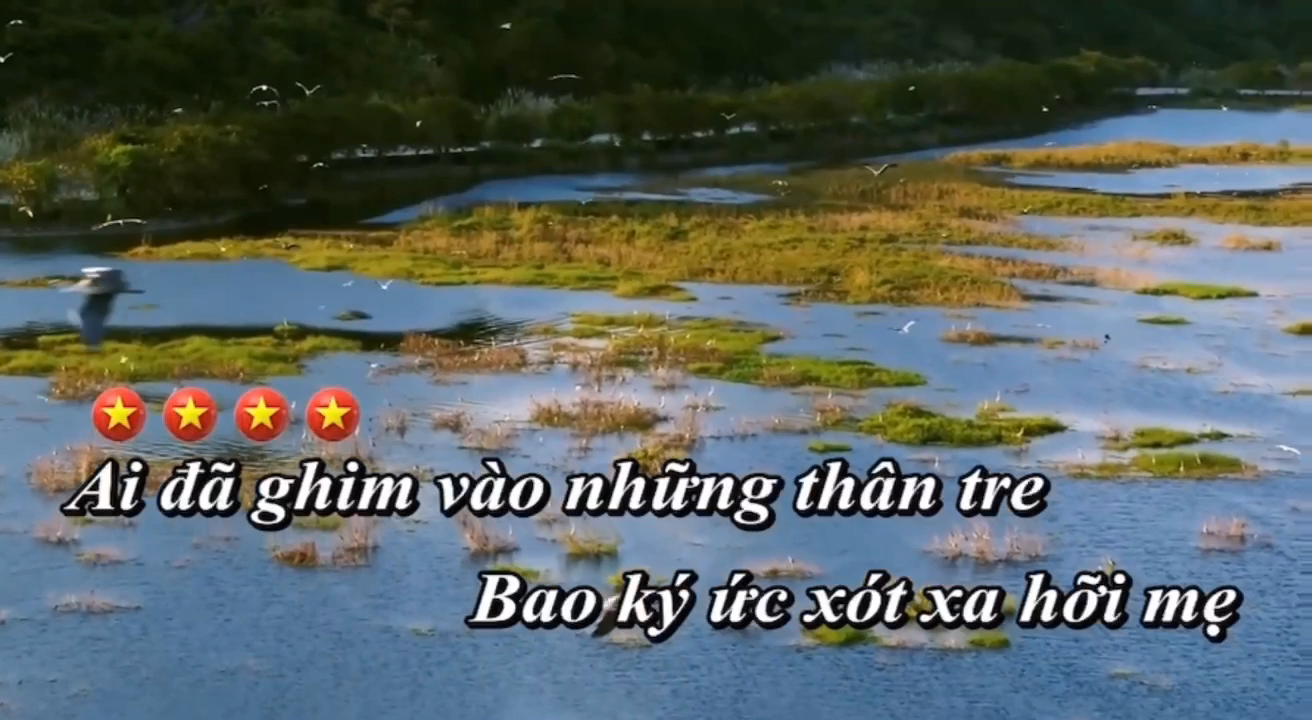 Ai đã ghim vào những thân tre
Bao ký ức xót xa hỡi mẹ